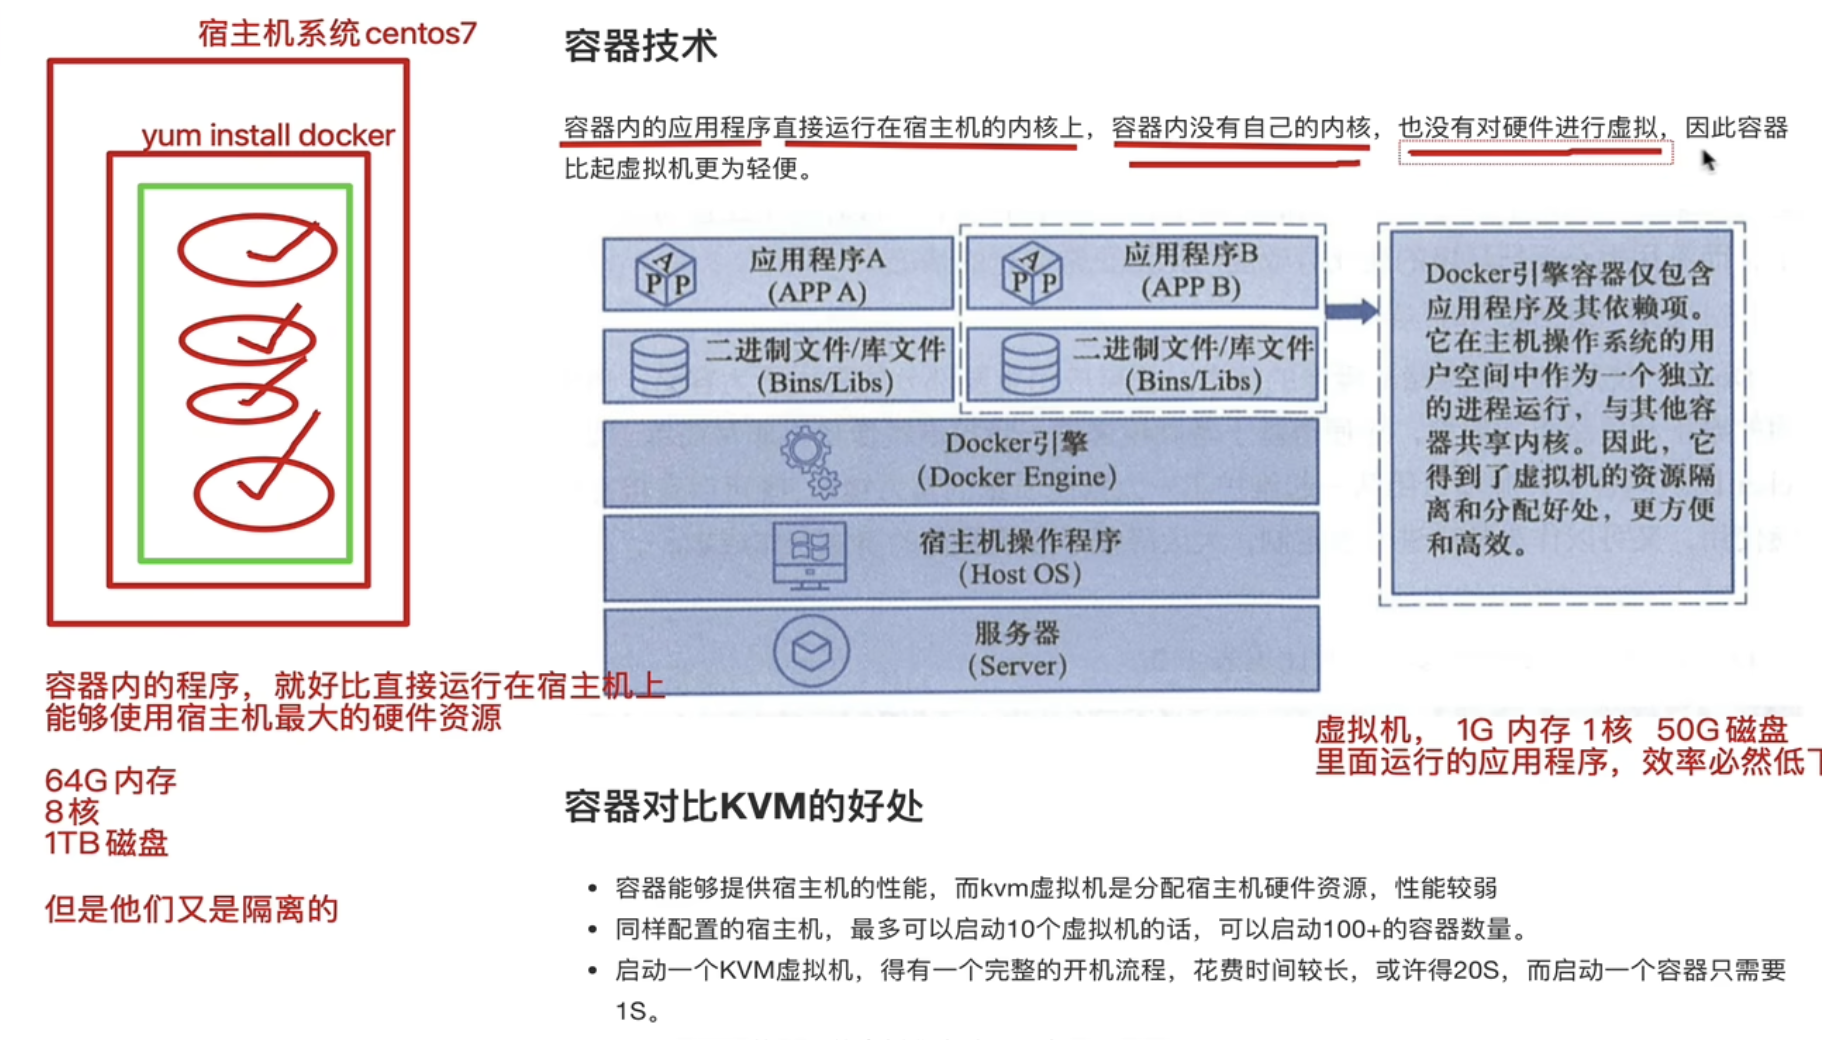 宿主机系统centos7
yum install docker
容器内的程序，就好比直接运行在宿主机上
能够使用宿主机最大的硬件资源
64G内存
8核
1TB磁盘
但是他们又是隔离的
容器技术
容器内的应用程序直接运行在宿主机的内核上，容器内没有自己的内核，也没有对硬件进行虚拟，因此容器
比起虚拟机更为轻便。
应用程序A
(APP A)
应用程序B
(APP B)
二进制文件/库文件
(Bins/Libs)
二进制文件/库文件
(Bins/Libs)
Docker引擎
(Docker Engine)
宿主机操作程序
(Host OS)
服务器
(Server)
Docker引擎容器仅包含
应用程序及其依赖项。
它在主机操作系统的用
户空间中作为一个独立
的进程运行，与其他容
器共享内核。因此，它
得到了虚拟机的资源隔
离和分配好处，更方便
和高效。
虚拟机， 1G 内存 1核 50G磁盘
里面运行的应用程序，效率必然低下
容器对比KVM的好处
• 容器能够提供宿主机的性能，而kvm虚拟机是分配宿主机硬件资源，性能较弱
• 同样配置的宿主机，最多可以启动10个虚拟机的话，可以启动100+的容器数量。
• 启动一个KVM虚拟机，得有一个完整的开机流程，花费时间较长，或许得20S，而启动一个容器只需要
1S。